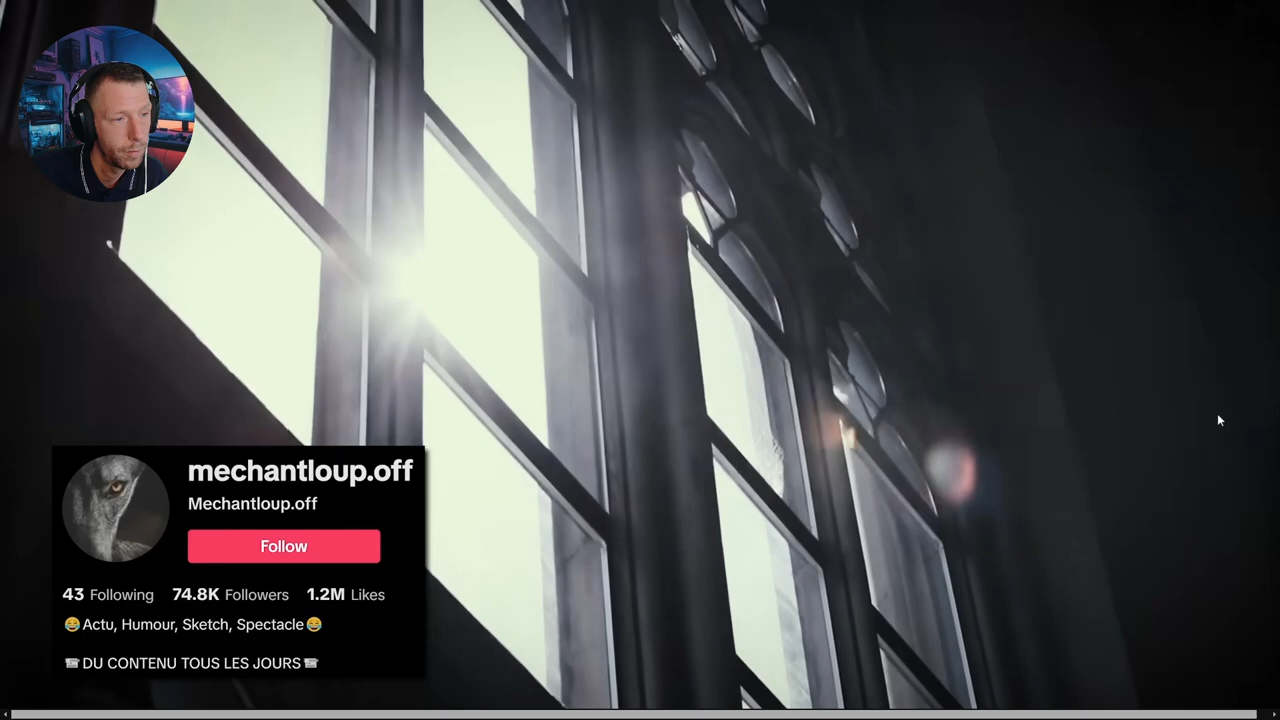 mechantloup.off
Mechantloup.off
Follow
43 Following 74.8K Followers 1.2M Likes
😂Actu, Humour, Sketch, Spectacle😂
📨DU CONTENU TOUS LES JOURS📨